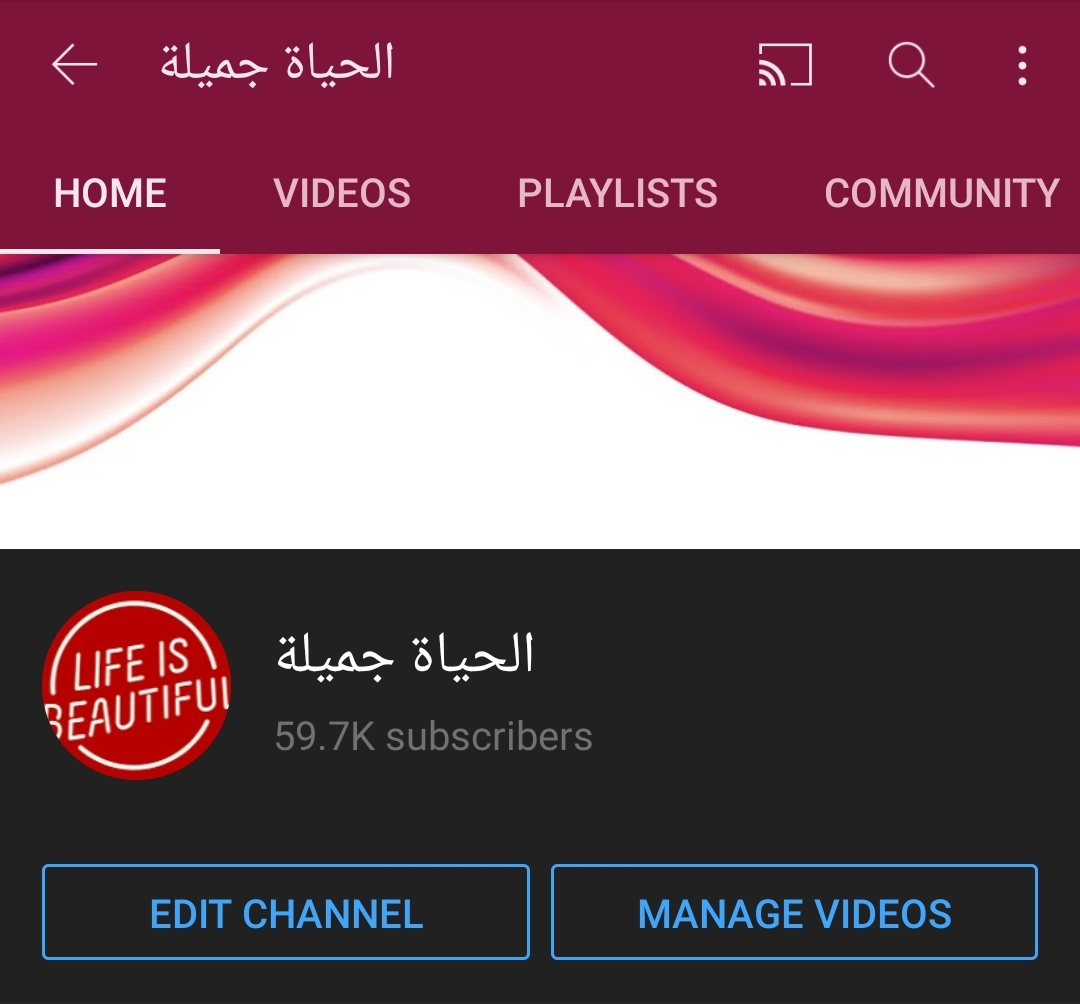 الحياة جميلة
HOME VIDEOS PLAYLISTS COMMUNITY
LIFE IS
BEAUTIFUL
الحياة جميلة
59.7K subscribers
EDIT CHANNEL MANAGE VIDEOS